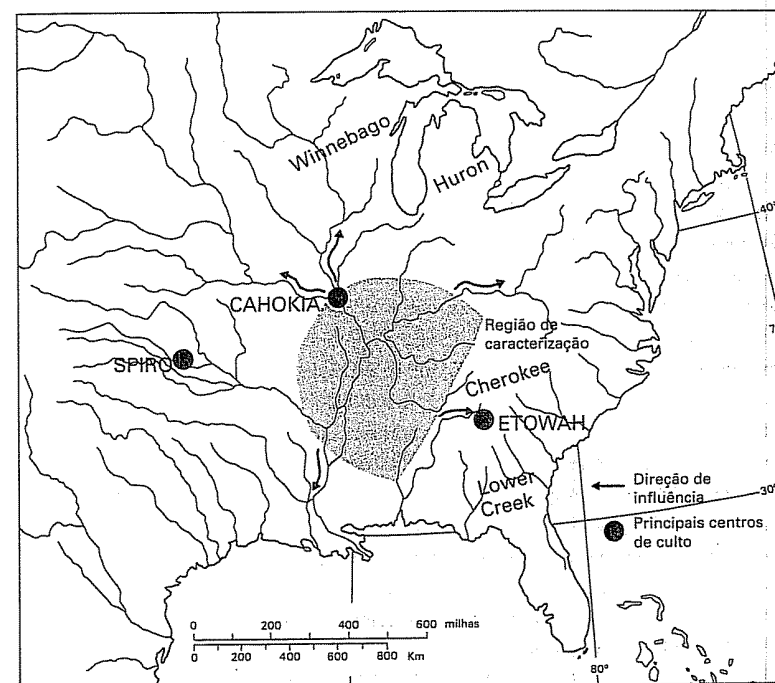 Winnebago
Huron
40°
CAHOKIA
Região de
caracterização
SPIRO
Cherokee
ETOWAH
Lower
Creek
Direção de
influência
30°
Principais centros
de culto
0 200 400 600 milhas
0 200 400 600 800 Km
80°